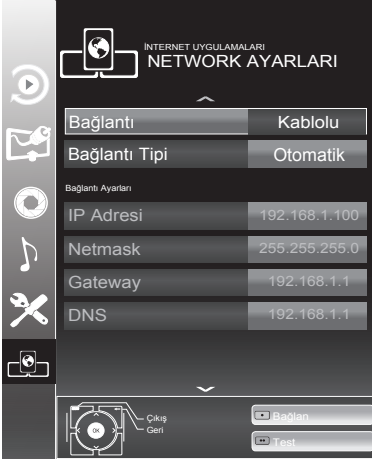 İNTERNET UYGULAMALARI
NETWORK AYARLARI
Bağlantı Kablolu
Bağlantı Tipi Otomatik
Bağlantı Ayarları
IP Adresi 192.168.1.100
Netmask 255.255.255.0
Gateway 192.168.1.1
DNS 192.168.1.1
Çıkış
Geri
OK
Bağlan
Test